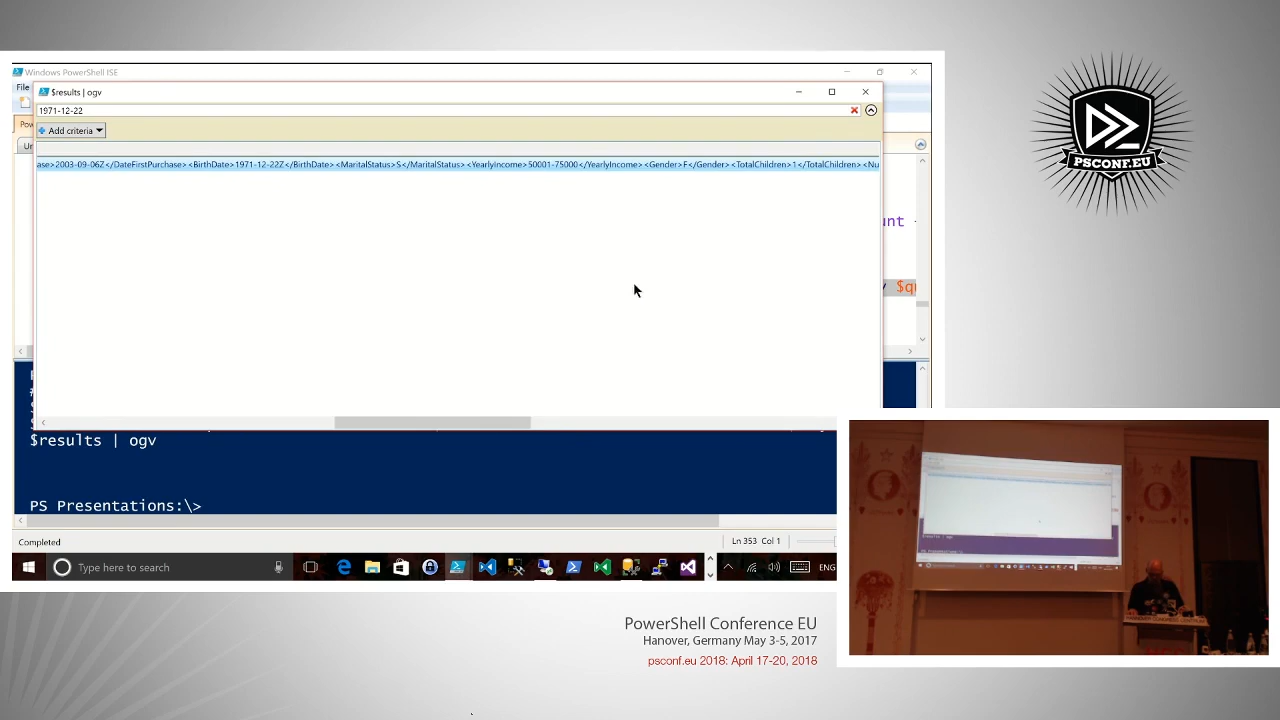 Windows PowerShell ISE
File
$results | ogv
1971-12-22
Add criteria
ase>2003-09-06Z</DateFirstPurchase><BirthDate>1971-12-22Z</BirthDate><MaritalStatus>S</MaritalStatus><YearlyIncome>50001-75000</YearlyIncome><Gender>F</Gender><TotalChildren>1</TotalChildren><Nu
unt -
$qu
$results | ogv
PS Presentations:\>
Completed
Ln 353 Col 1
Type here to search
ENG
PSCONF.EU
PowerShell Conference EU
Hanover, Germany May 3-5, 2017
psconf.eu 2018: April 17-20, 2018